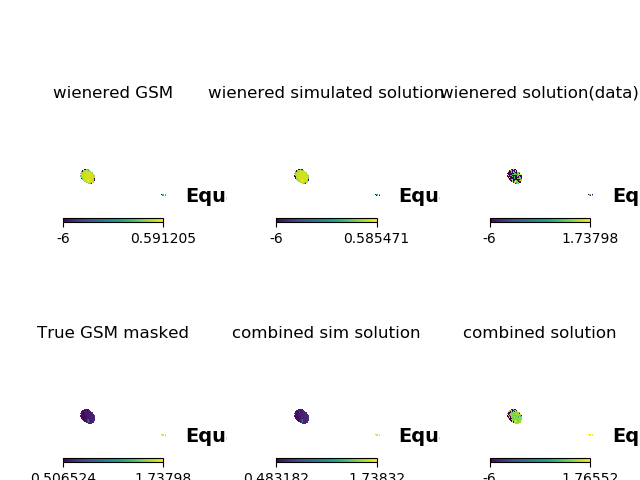 wienered GSM wienered simulated solution wienered solution(data)
Equ Equ Eq
-6 0.591205 -6 0.585471 -6 1.73798
True GSM masked combined sim solution combined solution
Equ Equ Eq
0.506524 1.73798 0.483182 1.73832 -6 1.76552